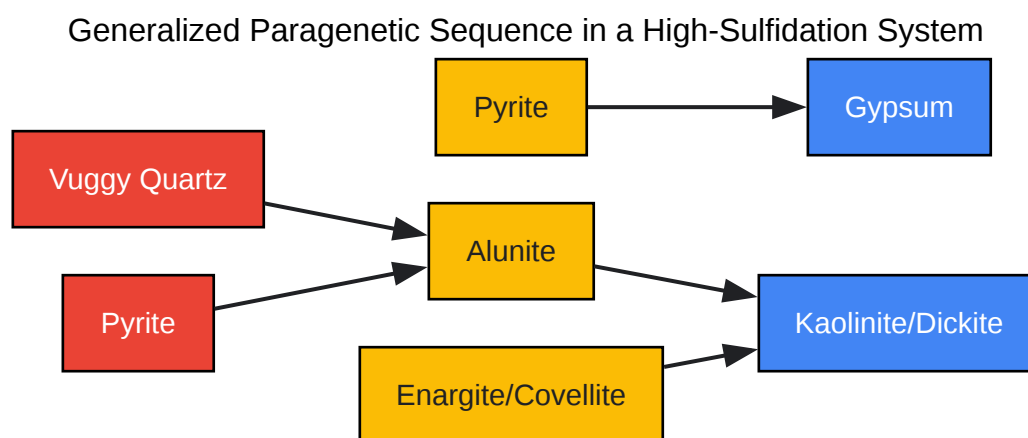 Generalized Paragenetic Sequence in a High-Sulfidation System
Pyrite
Gypsum
Vuggy Quartz
Alunite
Pyrite
Kaolinite/Dickite
Enargite/Covellite